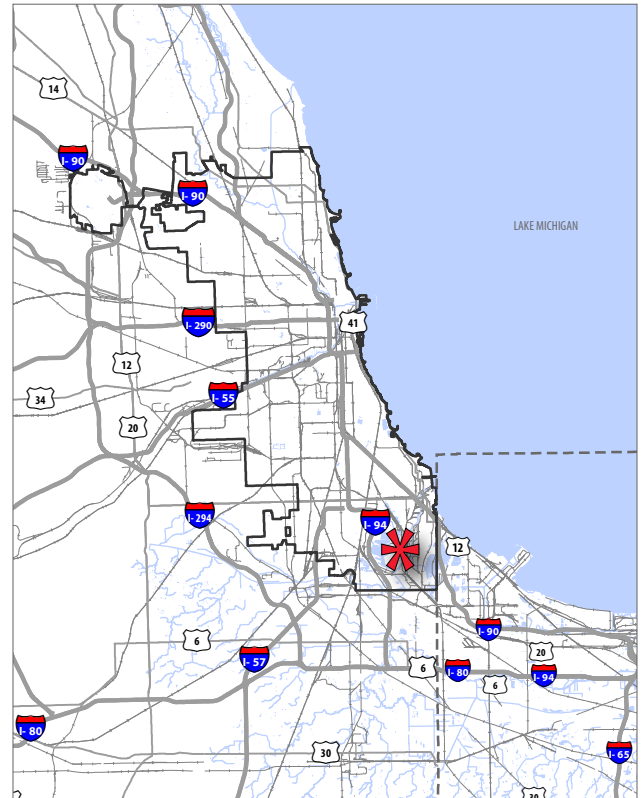 14
I- 90
I- 90
LAKE MICHIGAN
I- 290
41
12
34
I- 55
20
I- 294
I- 94
12
6
I- 57
I- 90
20
6
I- 80
6
I- 94
I- 80
30
I- 65
20